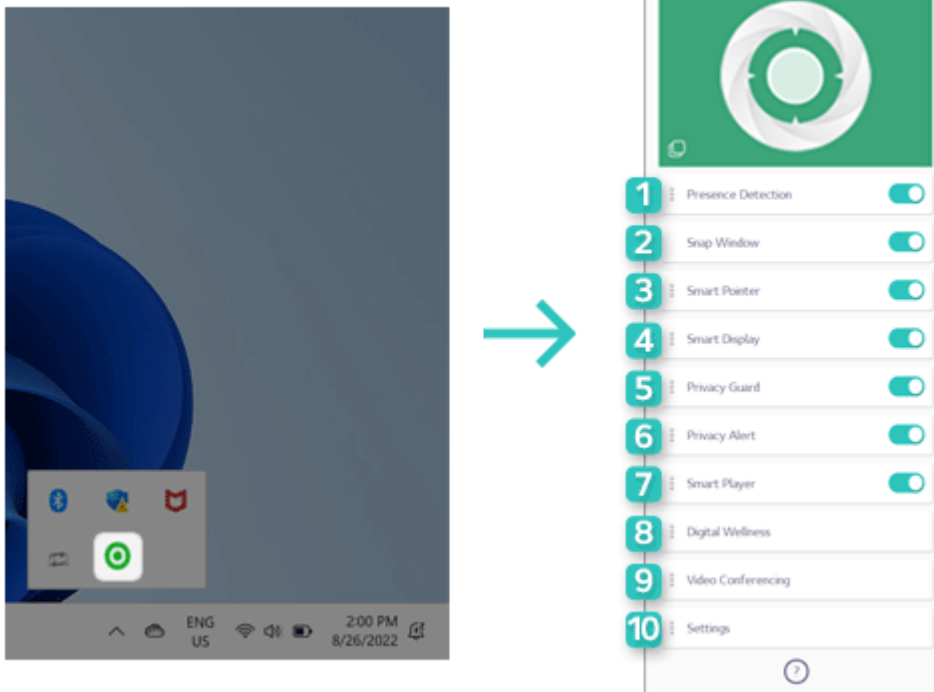 ENG
US
2:00 PM
8/26/2022
1 Presence Detection
2 Snap Window
3 Smart Pointer
4 Smart Display
5 Privacy Guard
6 Privacy Alert
7 Smart Player
8 Digital Wellness
9 Video Conferencing
10 Settings
?